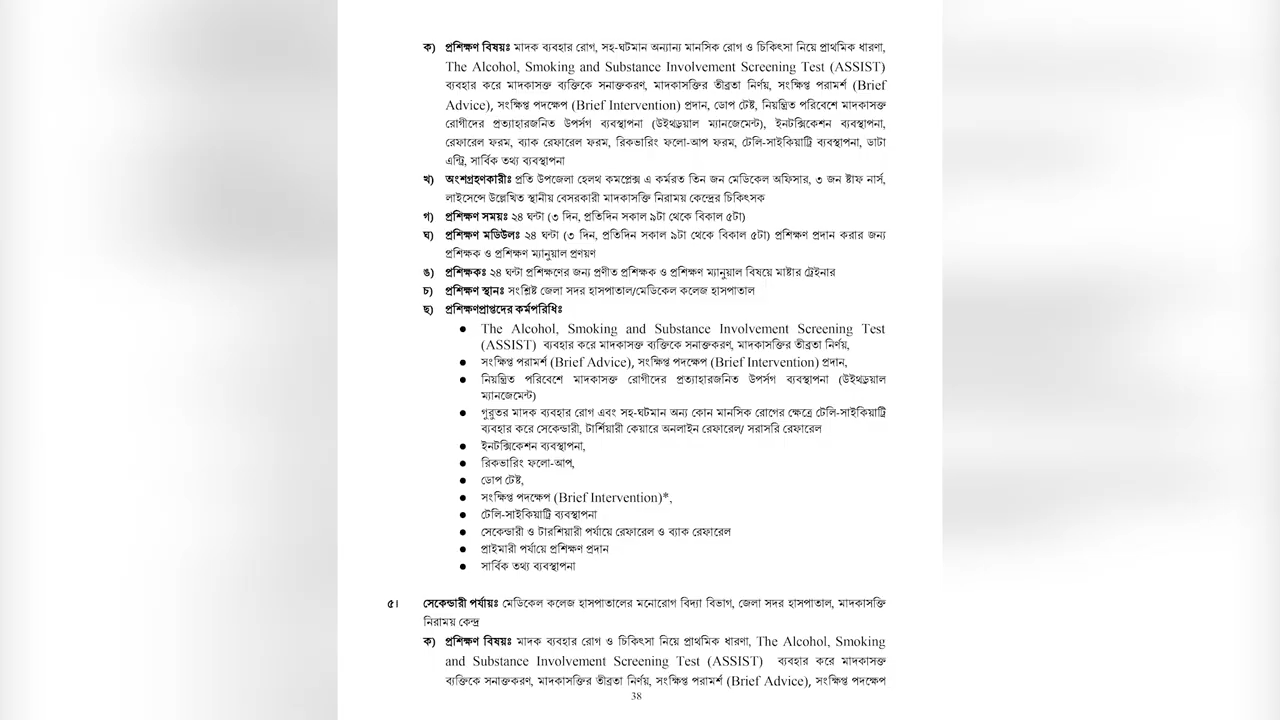 ক) প্রশিক্ষণ বিষয়ঃ মাদক ব্যবহার রোগ, সহ-ঘটমান অন্যান্য মানসিক রোগ ও চিকিৎসা নিয়ে প্রাথমিক ধারণা,
The Alcohol, Smoking and Substance Involvement Screening Test (ASSIST)
ব্যবহার করে মাদকাসক্ত ব্যক্তিকে সনাক্তকরণ, মাদকাসক্তির তীব্রতা নির্ণয়, সংক্ষিপ্ত পরামর্শ (Brief
Advice), সংক্ষিপ্ত পদক্ষেপ (Brief Intervention) প্রদান, ডোপ টেষ্ট, নিয়ন্ত্রিত পরিবেশে মাদকাসক্ত
রোগীদের প্রত্যাহারজনিত উপর্সগ ব্যবস্থাপনা (উইথড্রয়াল ম্যানজেমেন্ট), ইনটক্সিকেশন ব্যবস্থাপনা,
রেফারেল ফরম, ব্যাক রেফারেল ফরম, রিকভারিং ফলো-আপ ফরম, টেলি-সাইকিয়াট্রি ব্যবস্থাপনা, ডাটা
এন্ট্রি, সার্বিক তথ্য ব্যবস্থাপনা
খ) অংশগ্রহণকারীঃ প্রতি উপজেলা হেলথ কমপ্লেক্স এ কর্মরত তিন জন মেডিকেল অফিসার, ৩ জন ষ্টাফ নার্স,
লাইসেন্সে উল্লেখিত স্থানীয় বেসরকারী মাদকাসক্তি নিরাময় কেন্দ্রের চিকিৎসক
গ) প্রশিক্ষণ সময়ঃ ২৪ ঘন্টা (৩ দিন, প্রতিদিন সকাল ৯টা থেকে বিকাল ৫টা)
ঘ) প্রশিক্ষণ মডিউলঃ ২৪ ঘন্টা (৩ দিন, প্রতিদিন সকাল ৯টা থেকে বিকাল ৫টা) প্রশিক্ষণ প্রদান করার জন্য
প্রশিক্ষক ও প্রশিক্ষণ ম্যানুয়াল প্রণয়ণ
ঙ) প্রশিক্ষকঃ ২৪ ঘন্টা প্রশিক্ষণের জন্য প্রণীত প্রশিক্ষক ও প্রশিক্ষণ ম্যানুয়াল বিষয়ে মাষ্টার ট্রেইনার
চ) প্রশিক্ষণ স্থানঃ সংশ্লিষ্ট জেলা সদর হাসপাতাল/মেডিকেল কলেজ হাসপাতাল
ছ) প্রশিক্ষণপ্রাপ্তদের কর্মপরিধিঃ
● The Alcohol, Smoking and Substance Involvement Screening Test
(ASSIST) ব্যবহার করে মাদকাসক্ত ব্যক্তিকে সনাক্তকরণ, মাদকাসক্তির তীব্রতা নির্ণয়,
● সংক্ষিপ্ত পরামর্শ (Brief Advice), সংক্ষিপ্ত পদক্ষেপ (Brief Intervention) প্রদান,
● নিয়ন্ত্রিত পরিবেশে মাদকাসক্ত রোগীদের প্রত্যাহারজনিত উপর্সগ ব্যবস্থাপনা (উইথড্রয়াল
ম্যানজেমেন্ট)
● গুরুতর মাদক ব্যবহার রোগ এবং সহ-ঘটমান অন্য কোন মানসিক রোগের ক্ষেত্রে টেলি-সাইকিয়াট্রি
ব্যবহার করে সেকেন্ডারী, টার্শিয়ারী কেয়ারে অনলাইন রেফারেল/ সরাসরি রেফারেল
● ইনটক্সিকেশন ব্যবস্থাপনা,
● রিকভারিং ফলো-আপ,
● ডোপ টেষ্ট,
● সংক্ষিপ্ত পদক্ষেপ (Brief Intervention)*,
● টেলি-সাইকিয়াট্রি ব্যবস্থাপনা
● সেকেন্ডারী ও টারশিয়ারী পর্যায়ে রেফারেল ও ব্যাক রেফারেল
● প্রাইমারী পর্যায়ে প্রশিক্ষণ প্রদান
● সার্বিক তথ্য ব্যবস্থাপনা
৫। সেকেন্ডারী পর্যায়ঃ মেডিকেল কলেজ হাসপাতালের মনোরোগ বিদ্যা বিভাগ, জেলা সদর হাসপাতাল, মাদকাসক্তি
নিরাময় কেন্দ্র
ক) প্রশিক্ষণ বিষয়ঃ মাদক ব্যবহার রোগ ও চিকিৎসা নিয়ে প্রাথমিক ধারণা, The Alcohol, Smoking
and Substance Involvement Screening Test (ASSIST) ব্যবহার করে মাদকাসক্ত
ব্যক্তিকে সনাক্তকরণ, মাদকাসক্তির তীব্রতা নির্ণয়, সংক্ষিপ্ত পরামর্শ (Brief Advice), সংক্ষিপ্ত পদক্ষেপ
38